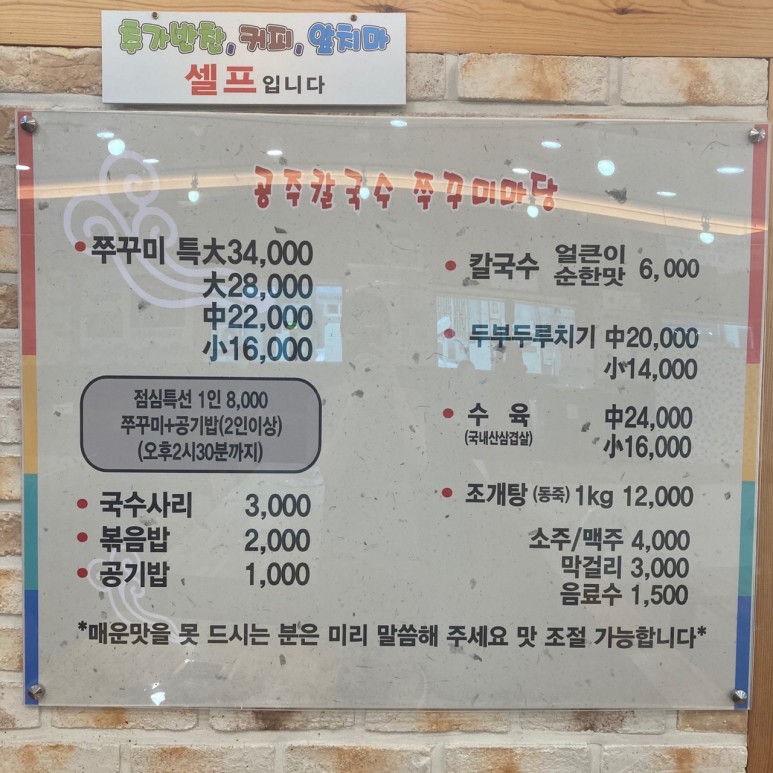 추가반찬, 커피, 앞치마
셀프입니다
공주칼국수 쭈꾸미마당
• 쭈꾸미 특大34,000
大28,000
中22,000
小16,000
점심특선 1인 8,000
쭈꾸미+공기밥(2인이상)
(오후2시30분까지)
• 국수사리 3,000
• 볶음밥 2,000
• 공기밥 1,000
• 칼국수 얼큰이 순한맛 6,000
• 두부두루치기 中20,000
小14,000
• 수 육 中24,000
(국내산삼겹살) 小16,000
• 조개탕 (동죽) 1kg 12,000
소주/맥주 4,000
막걸리 3,000
음료수 1,500
*매운맛을 못 드시는 분은 미리 말씀해 주세요 맛 조절 가능합니다*